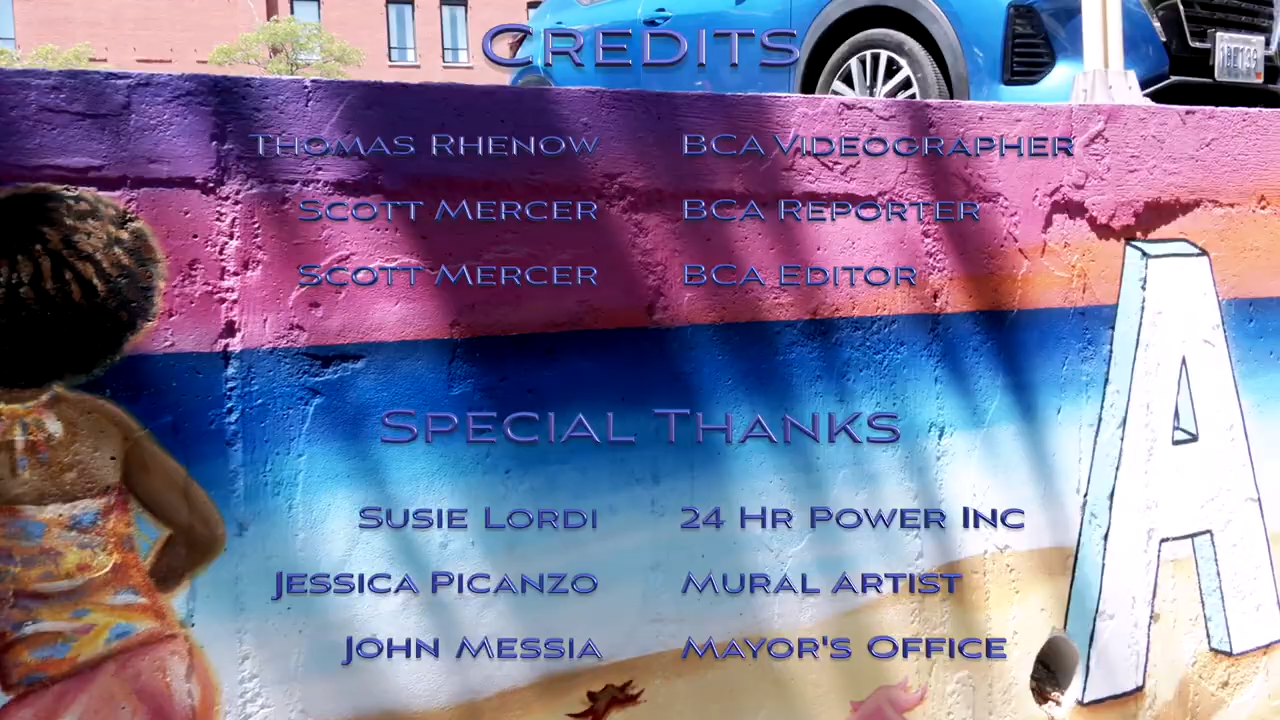 Credits
Thomas Rhenow BCA Videographer
Scott Mercer BCA Reporter
Scott Mercer BCA Editor
Special Thanks
Susie Lordi 24 Hr Power Inc
Jessica Picanzo Mural Artist
John Messia Mayor's Office
A